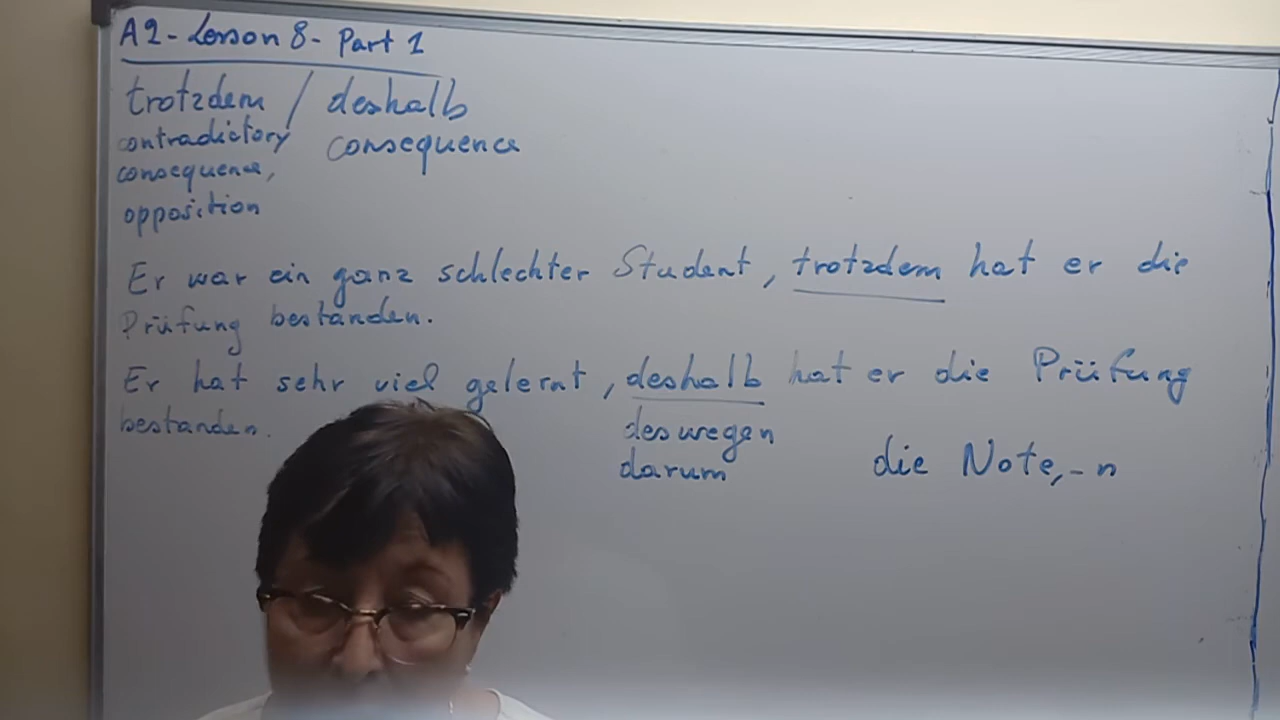 A2 - Lesson 8 - Part 1
trotzdem / deshalb
contradictory consequence
consequence,
opposition
Er war ein ganz schlechter Student, trotzdem hat er die
Prüfung bestanden.
Er hat sehr viel gelernt, deshalb hat er die Prüfung
bestanden.
deswegen
darum
die Note, -n